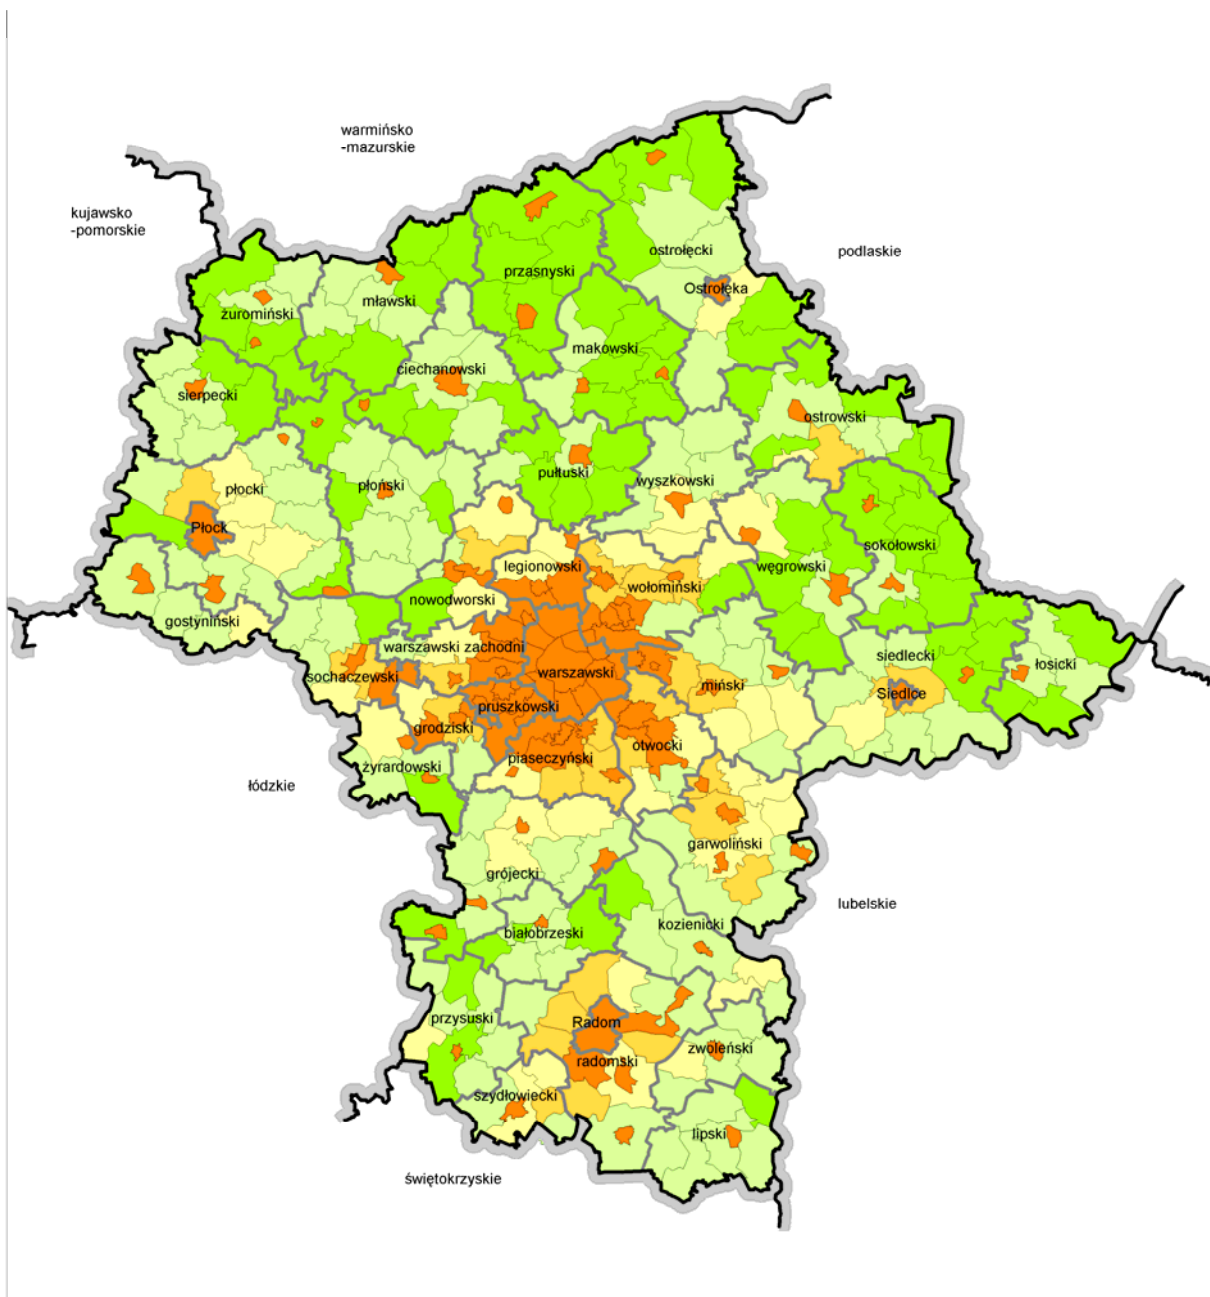 warmińsko
-mazurskie
kujawsko
-pomorskie
podlaskie
ostrołęcki
przasnyski
Ostrołęka
mławski
żuromiński
makowski
ciechanowski
sierpecki
ostrowski
pułtuski
wyszkowski
płocki
płoński
Płock
sokołowski
legionowski
węgrowski
wołomiński
nowodworski
gostyniński
warszawski zachodni
siedlecki
łosicki
sochaczewski
warszawski
miński
Siedlce
pruszkowski
grodziski
otwocki
piaseczyński
żyrardowski
łódzkie
garwoliński
grójecki
lubelskie
kozienicki
białobrzeski
przysuski
Radom
zwoleński
radomski
szydłowiecki
lipski
świętokrzyskie